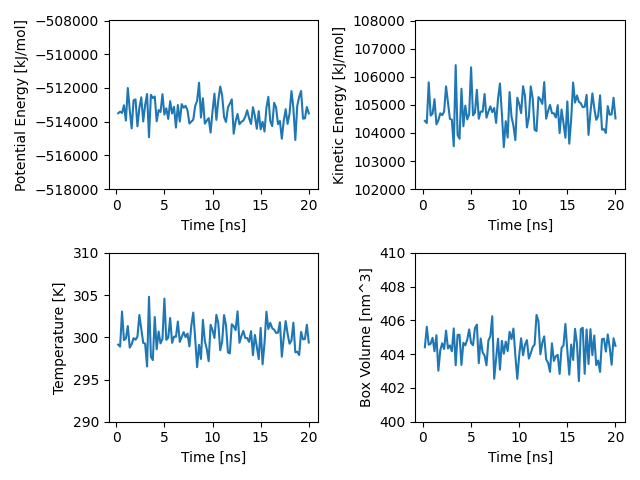 Potential Energy [kJ/mol]
−508000
−510000
−512000
−514000
−516000
−518000
0 5 10 15 20
Time [ns]
Kinetic Energy [kJ/mol]
108000
107000
106000
105000
104000
103000
102000
0 5 10 15 20
Time [ns]
Temperature [K]
310
305
300
295
290
0 5 10 15 20
Time [ns]
Box Volume [nm^3]
410
408
406
404
402
400
0 5 10 15 20
Time [ns]